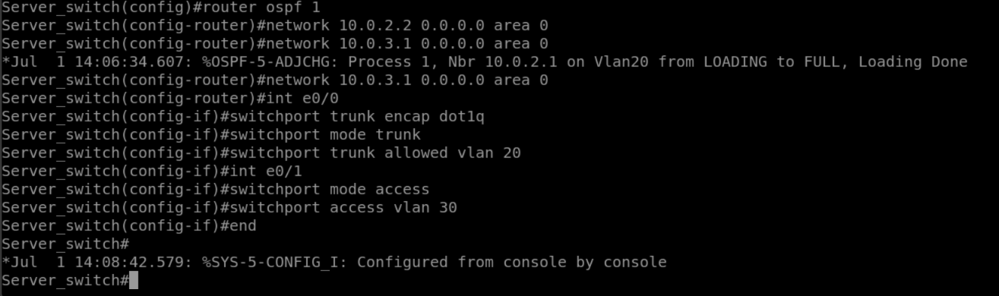 Server_switch(config)#router ospf 1
Server_switch(config-router)#network 10.0.2.2 0.0.0.0 area 0
Server_switch(config-router)#network 10.0.3.1 0.0.0.0 area 0
*Jul  1 14:06:34.607: %OSPF-5-ADJCHG: Process 1, Nbr 10.0.2.1 on Vlan20 from LOADING to FULL, Loading Done
Server_switch(config-router)#network 10.0.3.1 0.0.0.0 area 0
Server_switch(config-router)#int e0/0
Server_switch(config-if)#switchport trunk encap dot1q
Server_switch(config-if)#switchport mode trunk
Server_switch(config-if)#switchport trunk allowed vlan 20
Server_switch(config-if)#int e0/1
Server_switch(config-if)#switchport mode access
Server_switch(config-if)#switchport access vlan 30
Server_switch(config-if)#end
Server_switch#
*Jul  1 14:08:42.579: %SYS-5-CONFIG_I: Configured from console by console
Server_switch#